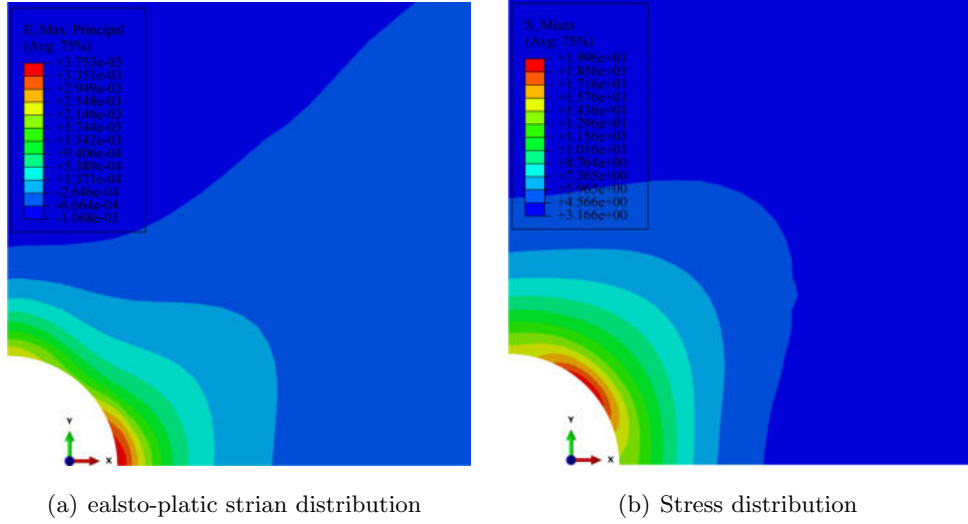 E, Max. Principal
(Avg: 75%)
+3.753e-03
+3.351e-03
+2.949e-03
+2.548e-03
+2.146e-03
+1.744e-03
+1.342e-03
+9.406e-04
+5.389e-04
+1.371e-04
-2.646e-04
-6.664e-04
-1.068e-03
Y
X
S, Mises
(Avg: 75%)
+1.996e+01
+1.856e+01
+1.716e+01
+1.576e+01
+1.436e+01
+1.296e+01
+1.156e+01
+1.016e+01
+8.764e+00
+7.365e+00
+5.965e+00
+4.566e+00
+3.166e+00
Y
X
(a) ealsto-platic strian distribution
(b) Stress distribution